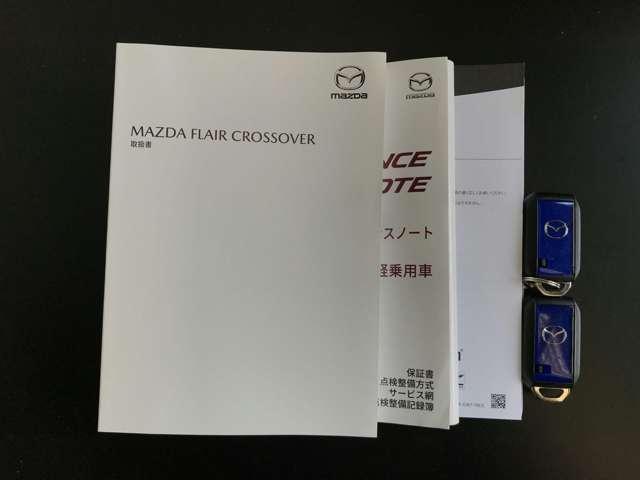 mazda
MAZDA FLAIR CROSSOVER
取扱書
mazda
NCE
OTE
スノート
軽乗用車
保証書
点検整備方式
サービス網
検整備記録簿